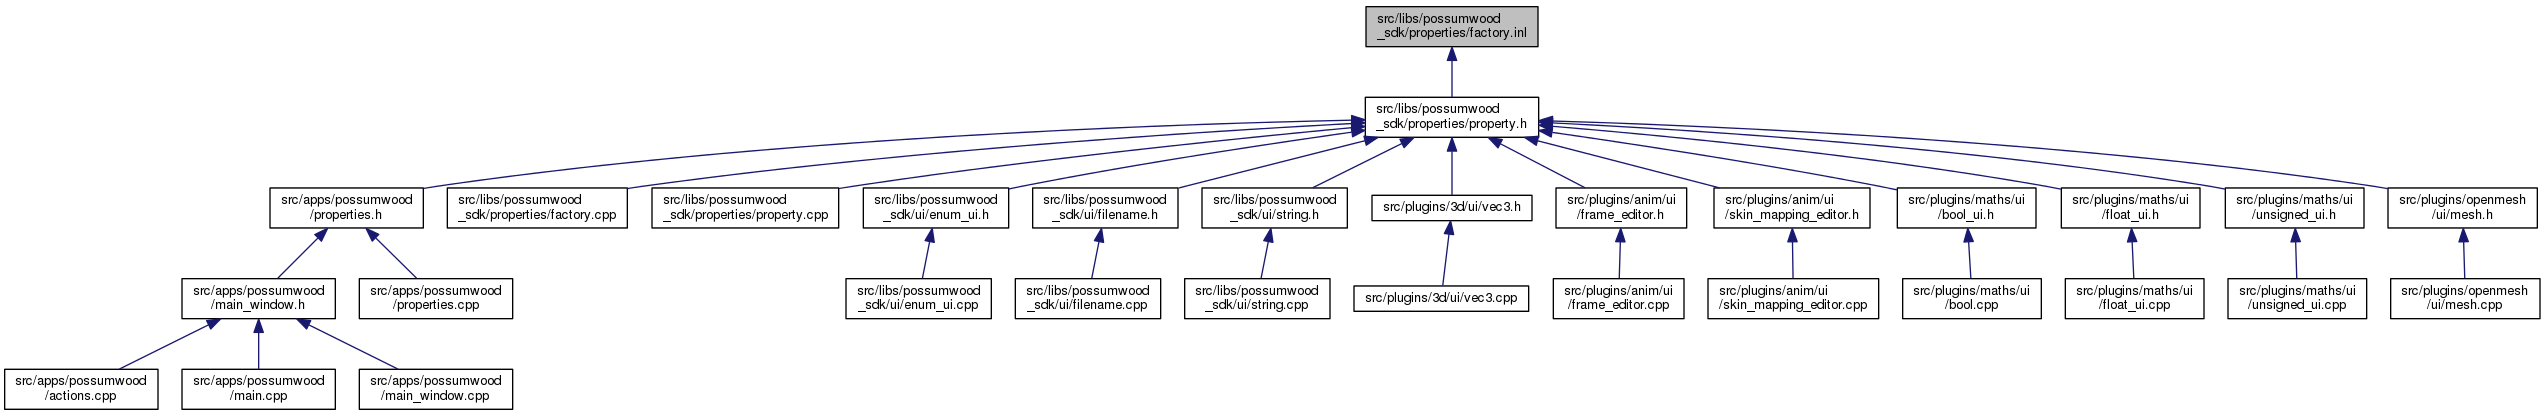 src/libs/possumwood
_sdk/properties/factory.inl
src/libs/possumwood
_sdk/properties/property.h
src/apps/possumwood
/properties.h
src/libs/possumwood
_sdk/properties/factory.cpp
src/libs/possumwood
_sdk/properties/property.cpp
src/libs/possumwood
_sdk/ui/enum_ui.h
src/libs/possumwood
_sdk/ui/filename.h
src/libs/possumwood
_sdk/ui/string.h
src/plugins/3d/ui/vec3.h
src/plugins/anim/ui
/frame_editor.h
src/plugins/anim/ui
/skin_mapping_editor.h
src/plugins/maths/ui
/bool_ui.h
src/plugins/maths/ui
/float_ui.h
src/plugins/maths/ui
/unsigned_ui.h
src/plugins/openmesh
/ui/mesh.h
src/apps/possumwood
/main_window.h
src/apps/possumwood
/properties.cpp
src/libs/possumwood
_sdk/ui/enum_ui.cpp
src/libs/possumwood
_sdk/ui/filename.cpp
src/libs/possumwood
_sdk/ui/string.cpp
src/plugins/3d/ui/vec3.cpp
src/plugins/anim/ui
/frame_editor.cpp
src/plugins/anim/ui
/skin_mapping_editor.cpp
src/plugins/maths/ui
/bool.cpp
src/plugins/maths/ui
/float_ui.cpp
src/plugins/maths/ui
/unsigned_ui.cpp
src/plugins/openmesh
/ui/mesh.cpp
src/apps/possumwood
/actions.cpp
src/apps/possumwood
/main.cpp
src/apps/possumwood
/main_window.cpp